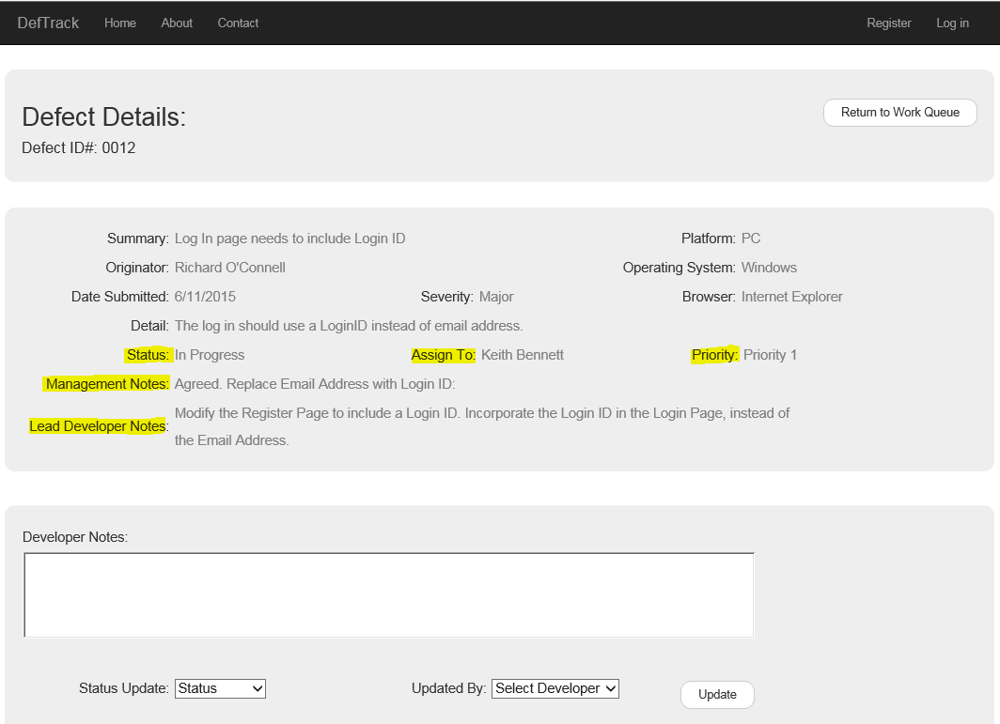 DefTrack Home About Contact Register Log in
Defect Details:
Return to Work Queue
Defect ID#: 0012
Summary: Log In page needs to include Login ID Platform: PC
Originator: Richard O'Connell Operating System: Windows
Date Submitted: 6/11/2015 Severity: Major Browser: Internet Explorer
Detail: The log in should use a LoginID instead of email address.
Status: In Progress Assign To: Keith Bennett Priority: Priority 1
Management Notes: Agreed. Replace Email Address with Login ID:
Lead Developer Notes: Modify the Register Page to include a Login ID. Incorporate the Login ID in the Login Page, instead of
the Email Address.
Developer Notes:
Status Update: Status Updated By: Select Developer Update